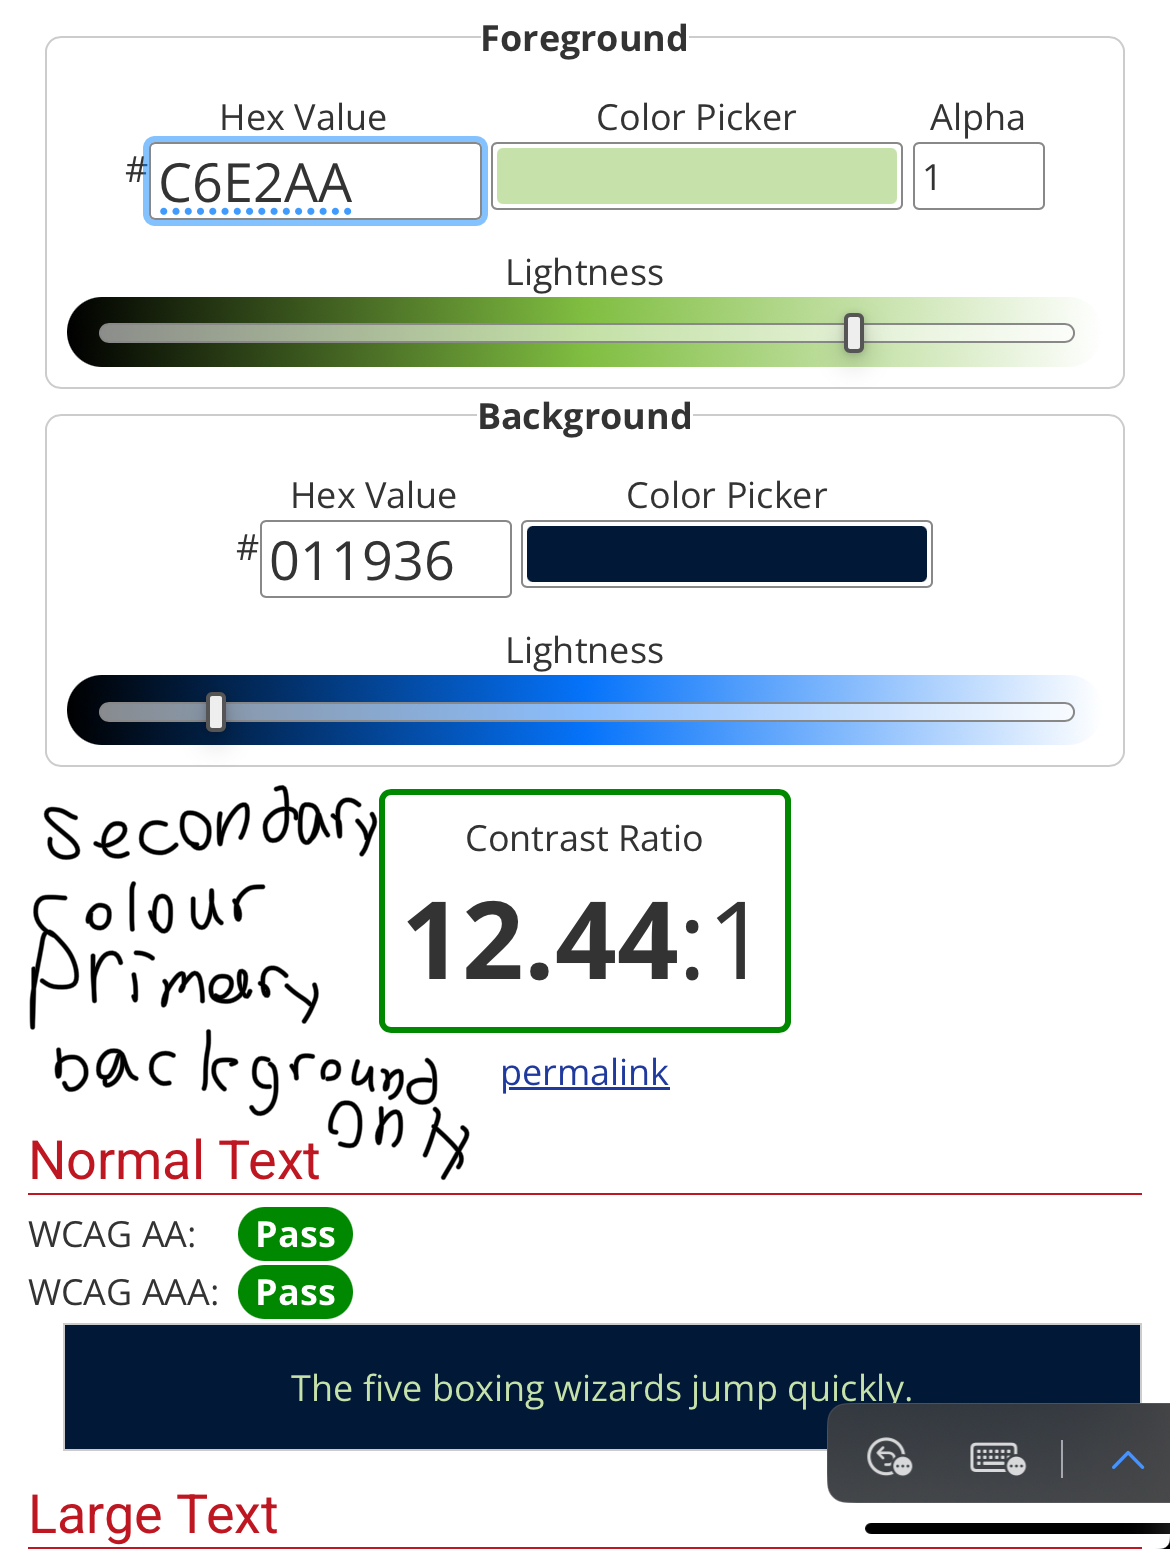 Foreground
Hex Value Color Picker Alpha
# C6E2AA 1
Lightness
Background
Hex Value Color Picker
# 011936
Lightness
secondary
colour
primary
background
only
Contrast Ratio
12.44:1
permalink
Normal Text
WCAG AA: Pass
WCAG AAA: Pass
The five boxing wizards jump quickly.
Large Text